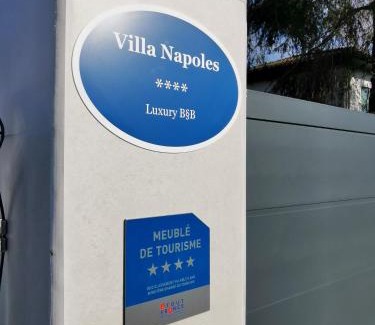 Villa Napoles
****
Luxury B§B
MEUBLÉ
DE TOURISME
★★★★